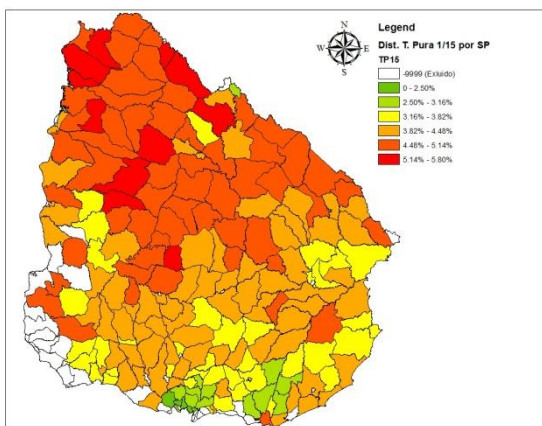 N
W E
S
Legend
Dist. T. Pura 1/15 por SP
TP15
-9999 (Exluido)
0 - 2.50%
2.50% - 3.16%
3.16% - 3.82%
3.82% - 4.48%
4.48% - 5.14%
5.14% - 5.80%